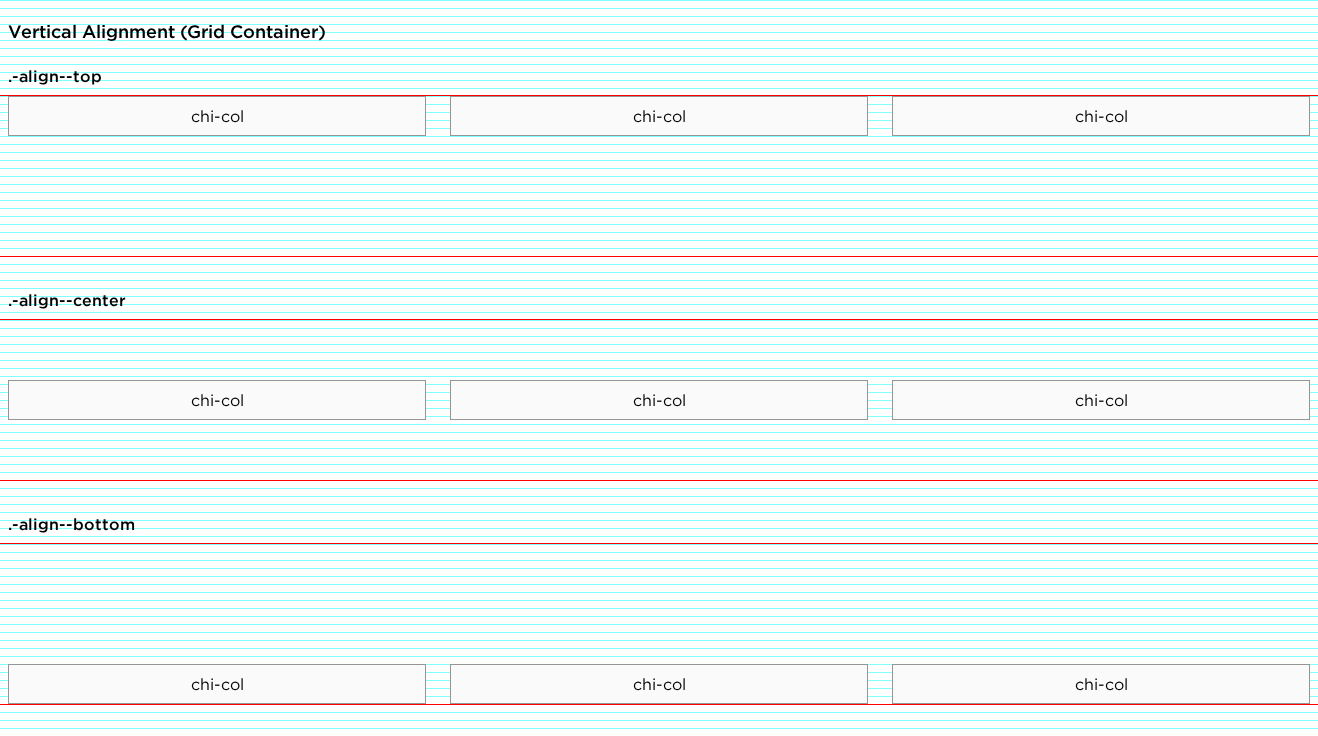 Vertical Alignment (Grid Container)
.-align--top
chi-col chi-col chi-col
.-align--center
chi-col chi-col chi-col
.-align--bottom
chi-col chi-col chi-col